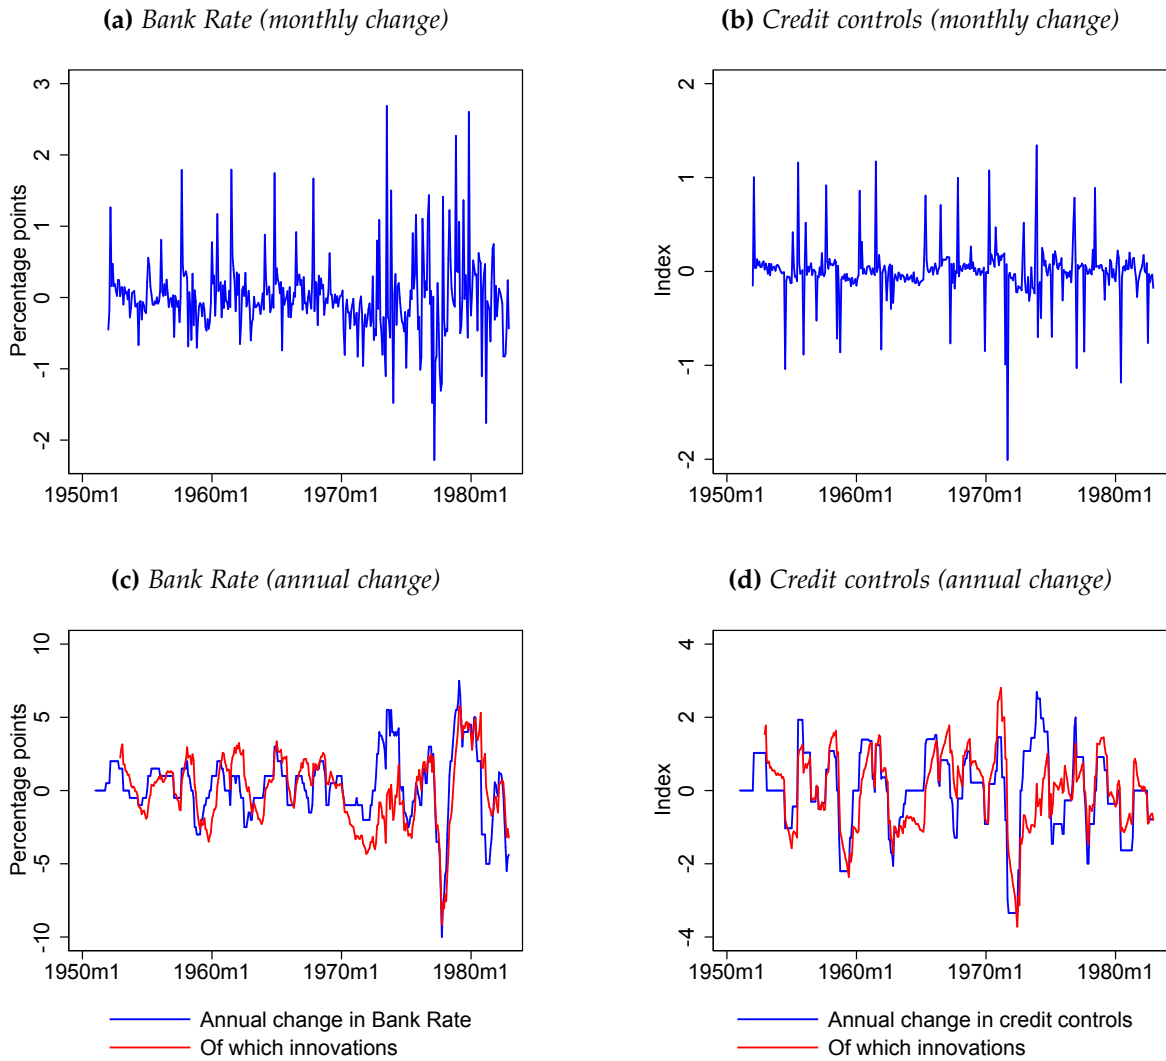 (a) Bank Rate (monthly change)
(b) Credit controls (monthly change)
Percentage points
3
2
1
0
-1
-2
1950m1 1960m1 1970m1 1980m1
Index
2
1
0
-1
-2
1950m1 1960m1 1970m1 1980m1
(c) Bank Rate (annual change)
(d) Credit controls (annual change)
Percentage points
10
5
0
-5
-10
1950m1 1960m1 1970m1 1980m1
Annual change in Bank Rate
Of which innovations
Index
4
2
0
-2
-4
1950m1 1960m1 1970m1 1980m1
Annual change in credit controls
Of which innovations